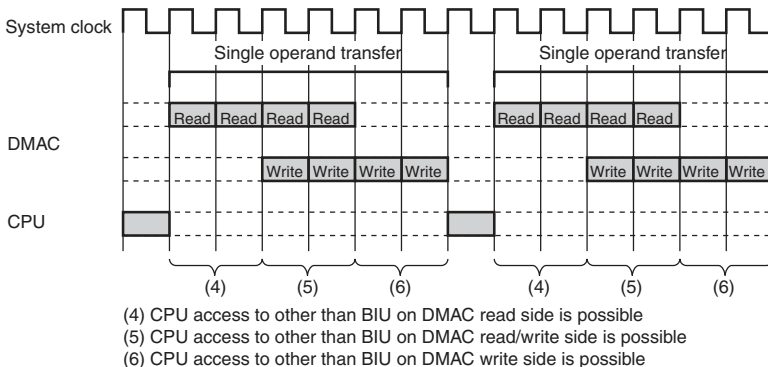 System clock
Single operand transfer Single operand transfer
Read Read Read Read Read Read Read Read
DMAC
Write Write Write Write Write Write Write Write
CPU
(4) (5) (6) (4) (5) (6)
(4) CPU access to other than BIU on DMAC read side is possible
(5) CPU access to other than BIU on DMAC read/write side is possible
(6) CPU access to other than BIU on DMAC write side is possible